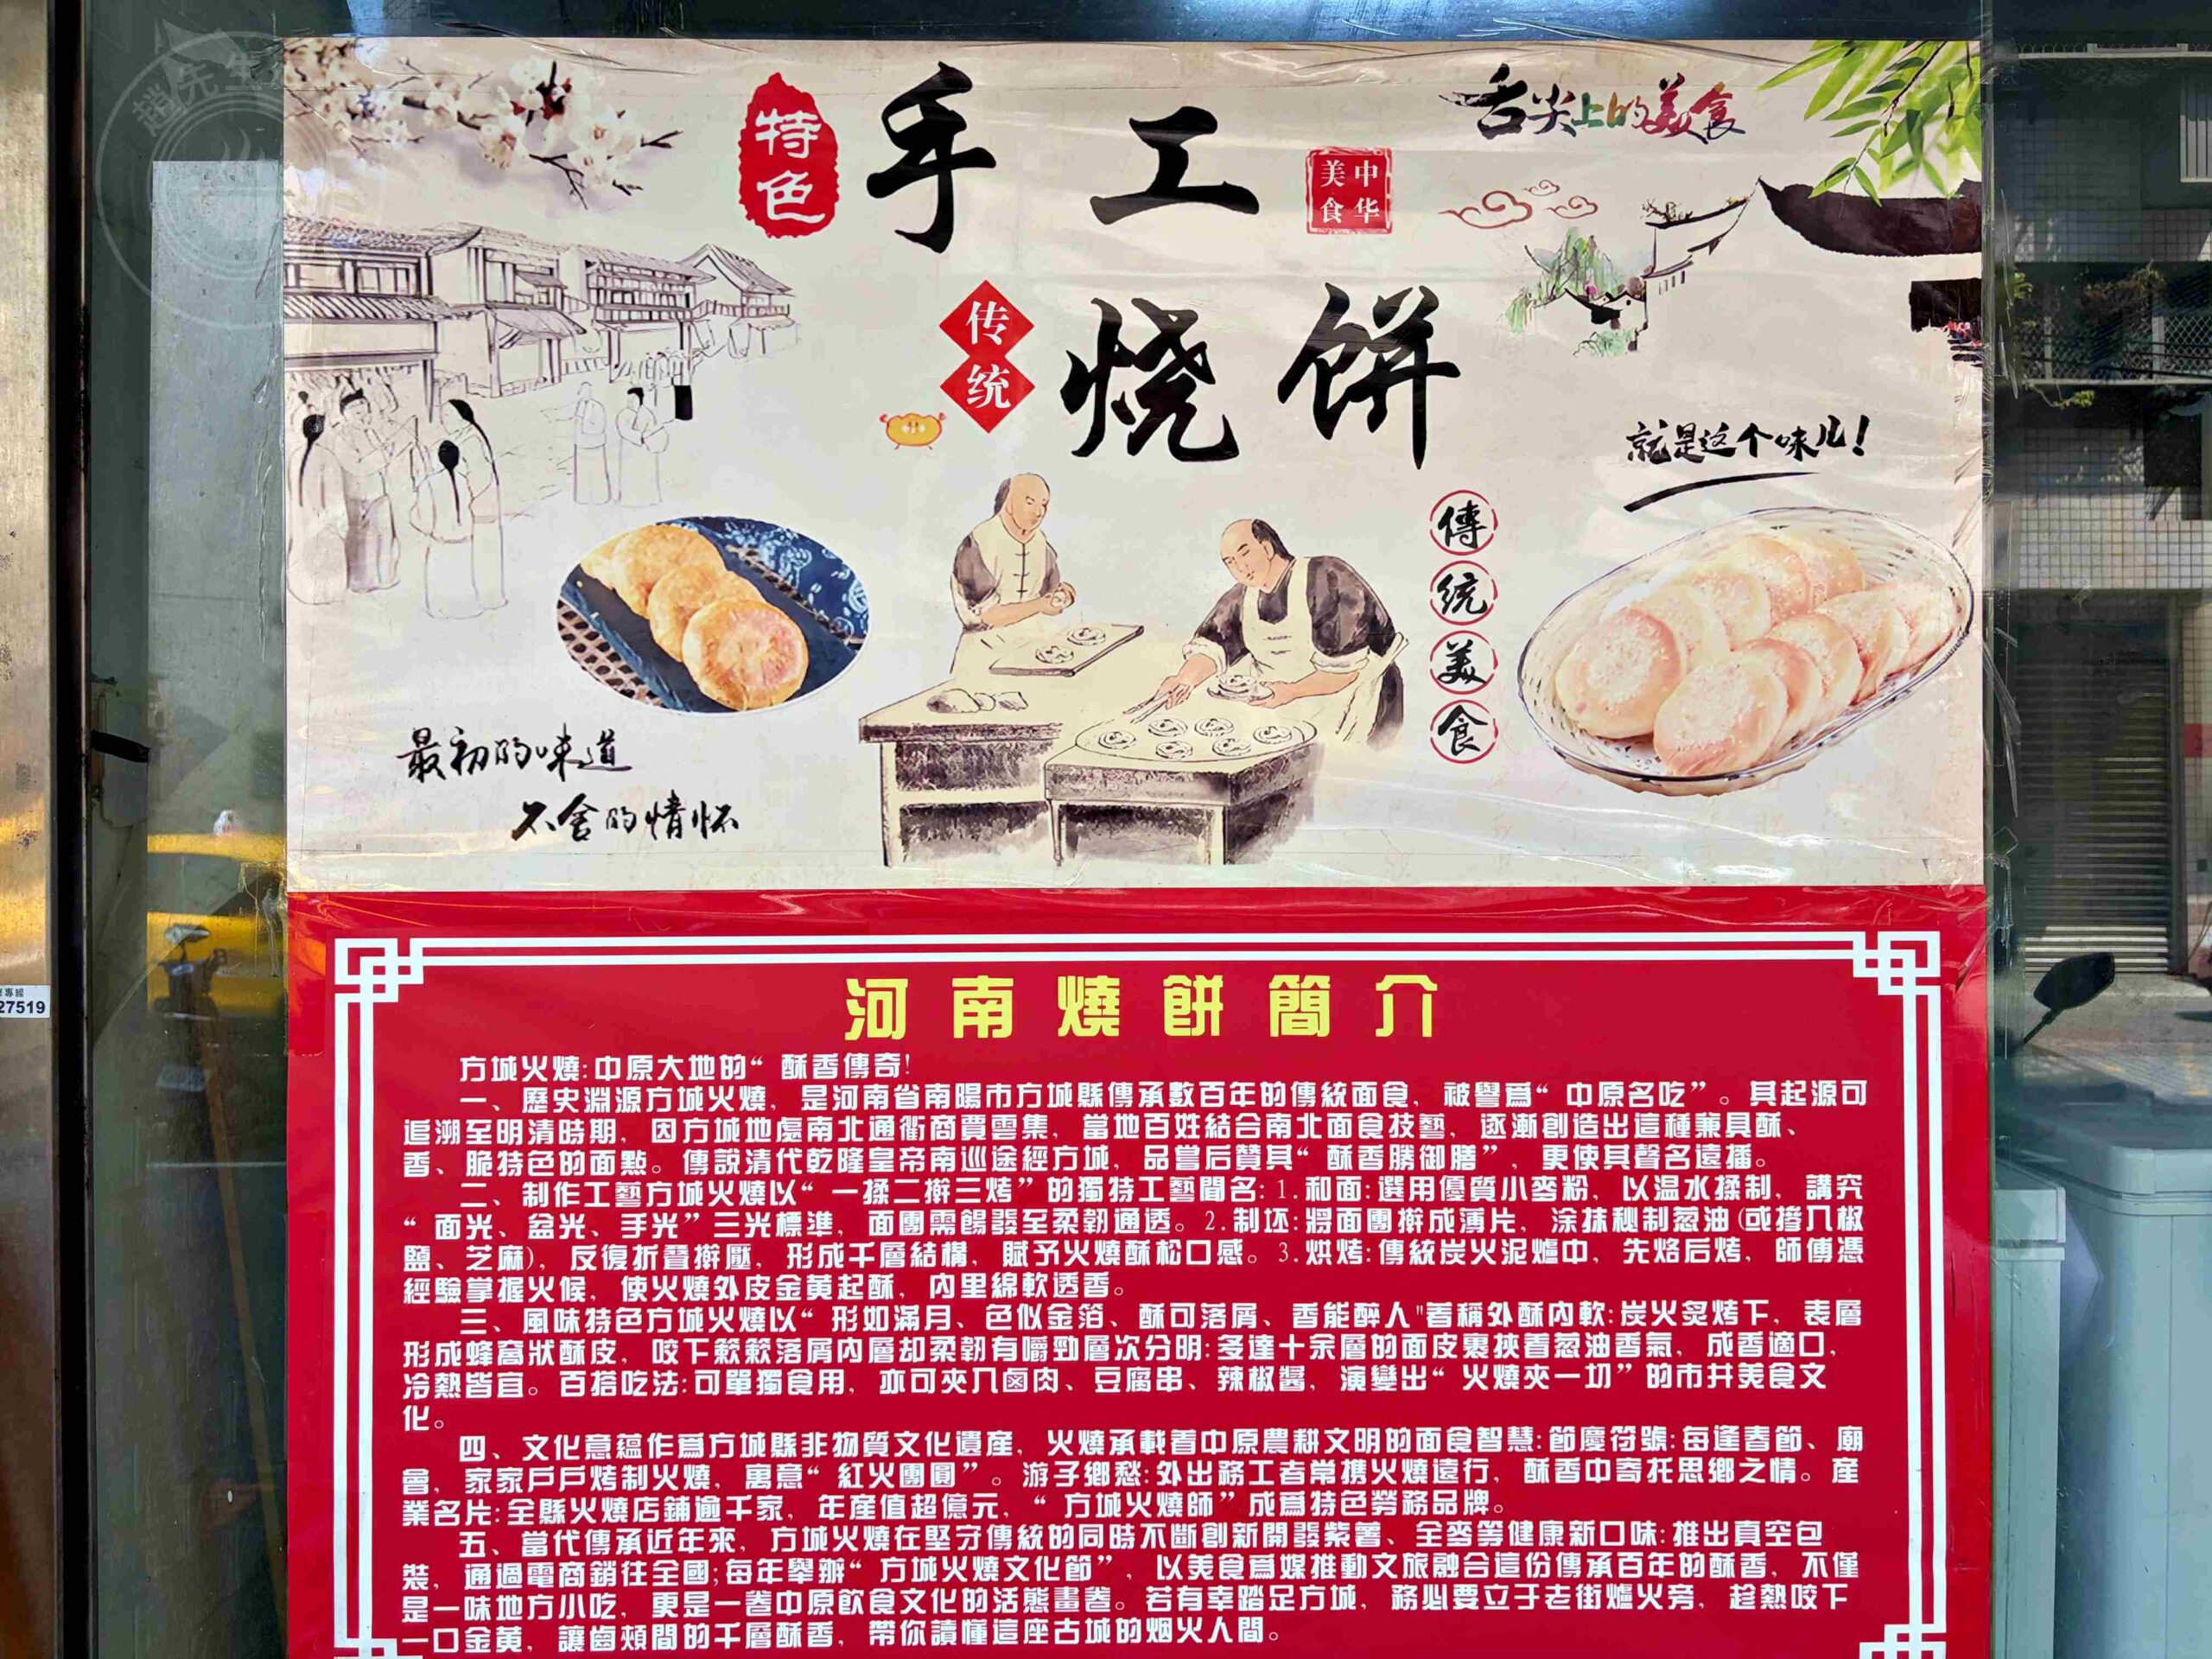 趙先生
特色
手工
中华
美食
舌尖上的美食
传统
烧饼
就是这个味儿!
傳统美食
最初的味道
不舍的情怀
專線
27519
河南燒餅簡介
方城火燒:中原大地的“酥香傳奇!
一、歷史淵源方城火燒，是河南省南陽市方城縣傳承數百年的傳統面食，被譽爲“中原名吃”。其起源可
追溯至明清時期，因方城地處南北通衢商賈雲集，當地百姓結合南北面食技藝，逐漸創造出這種兼具酥、
香、脆特色的面點。傳說清代乾隆皇帝南巡途經方城，品嘗后贊其“酥香勝御膳”，更使其聲名遠播。
二、制作工藝方城火燒以“一揉二擀三烤”的獨特工藝聞名:1.和面:選用優質小麥粉，以温水揉制，講究
“面光、盆光、手光”三光標準，面團需餳發至柔韌通透。2.制坯:將面團擀成薄片，涂抹秘制葱油(或摻入椒
鹽、芝麻)，反復折疊擀壓，形成千層結構，賦予火燒酥松口感。3.烘烤:傳統炭火泥爐中，先烙后烤，師傅憑
經驗掌握火候，使火燒外皮金黄起酥，内里綿軟透香。
三、風味特色方城火燒以“形如滿月、色似金箔、酥可落屑、香能醉人"着稱外酥内軟:炭火炙烤下，表層
形成蜂窩狀酥皮，咬下簌簌落屑内層却柔韌有嚼勁層次分明:多達十余層的面皮裹挾着葱油香氣，咸香適口，
冷熱皆宜。百搭吃法:可單獨食用，亦可夾入鹵肉、豆腐串、辣椒醬，演變出“火燒夾一切”的市井美食文
化。
四、文化意蘊作爲方城縣非物質文化遺産，火燒承載着中原農耕文明的面食智慧:節慶符號:每逢春節、廟
會，家家户户烤制火燒，寓意“紅火團圓”。游子鄉愁:外出務工者常携火燒遠行，酥香中寄托思鄉之情。産
業名片:全縣火燒店鋪逾千家，年産值超億元，“方城火燒師”成爲特色勞務品牌。
五、當代傳承近年來，方城火燒在堅守傳統的同時不斷創新開發紫薯、全麥等健康新口味:推出真空包
裝，通過電商銷往全國;每年舉辦“方城火燒文化節”，以美食爲媒推動文旅融合這份傳承百年的酥香，不僅
是一味地方小吃，更是一卷中原飲食文化的活態畫卷。若有幸踏足方城，務必要立于老街爐火旁，趁熱咬下
一口金黄，讓齒頰間的千層酥香，帶你讀懂這座古城的烟火人間。